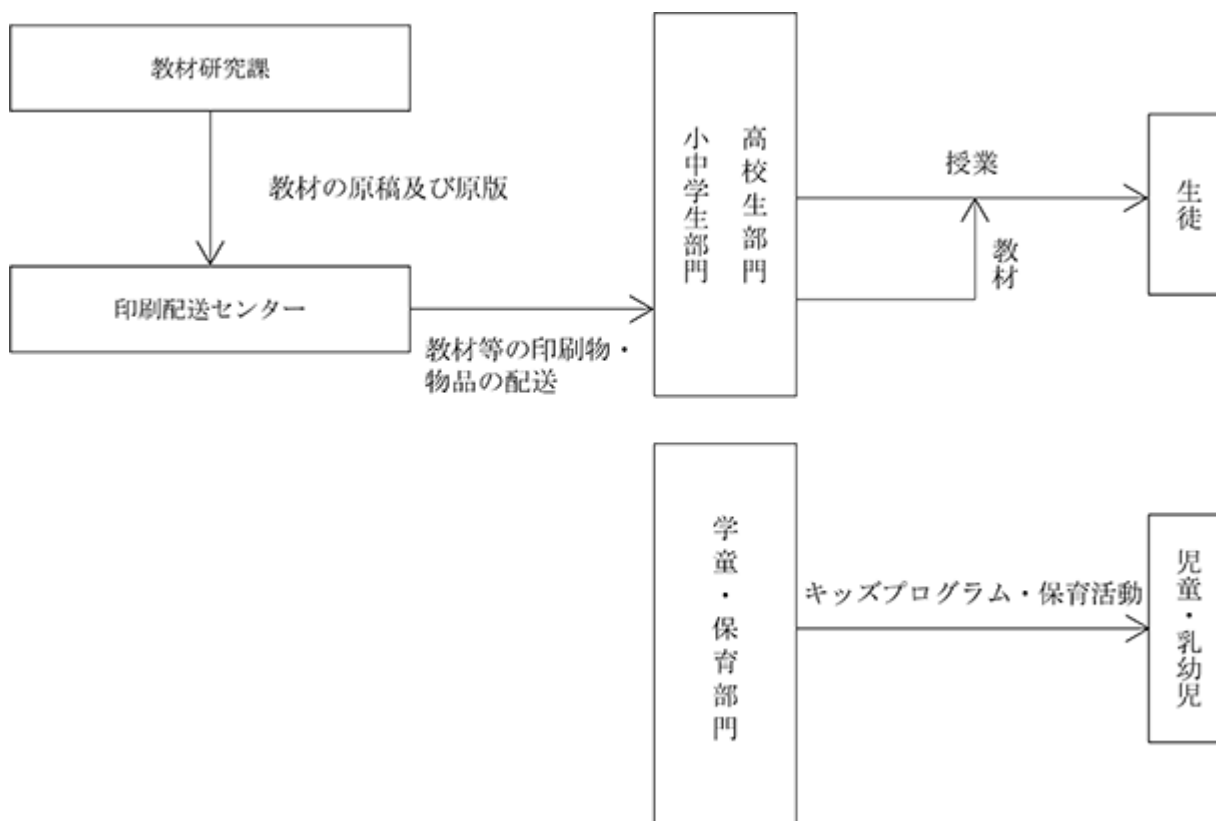 教材研究課
教材の原稿及び原版
印刷配送センター
教材等の印刷物・
物品の配送
高校生部門
小中学生部門
授業
教材
生徒
学童・保育部門
キッズプログラム・保育活動
児童・乳幼児